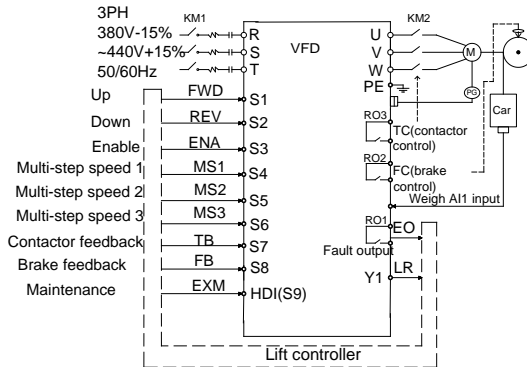 3PH
380V-15%
~440V+15%
50/60Hz
KM1
R
S
T
VFD
U
V
W
PE
KM2
M
PG
Car
Up
FWD
S1
Down
REV
S2
Enable
ENA
S3
Multi-step speed 1
MS1
S4
Multi-step speed 2
MS2
S5
Multi-step speed 3
MS3
S6
Contactor feedback
TB
S7
Brake feedback
FB
S8
Maintenance
EXM
HDI(S9)
RO3
TC(contactor
control)
RO2
FC(brake
control)
Weigh AI1 input
RO1
EO
Fault output
Y1
LR
Lift controller